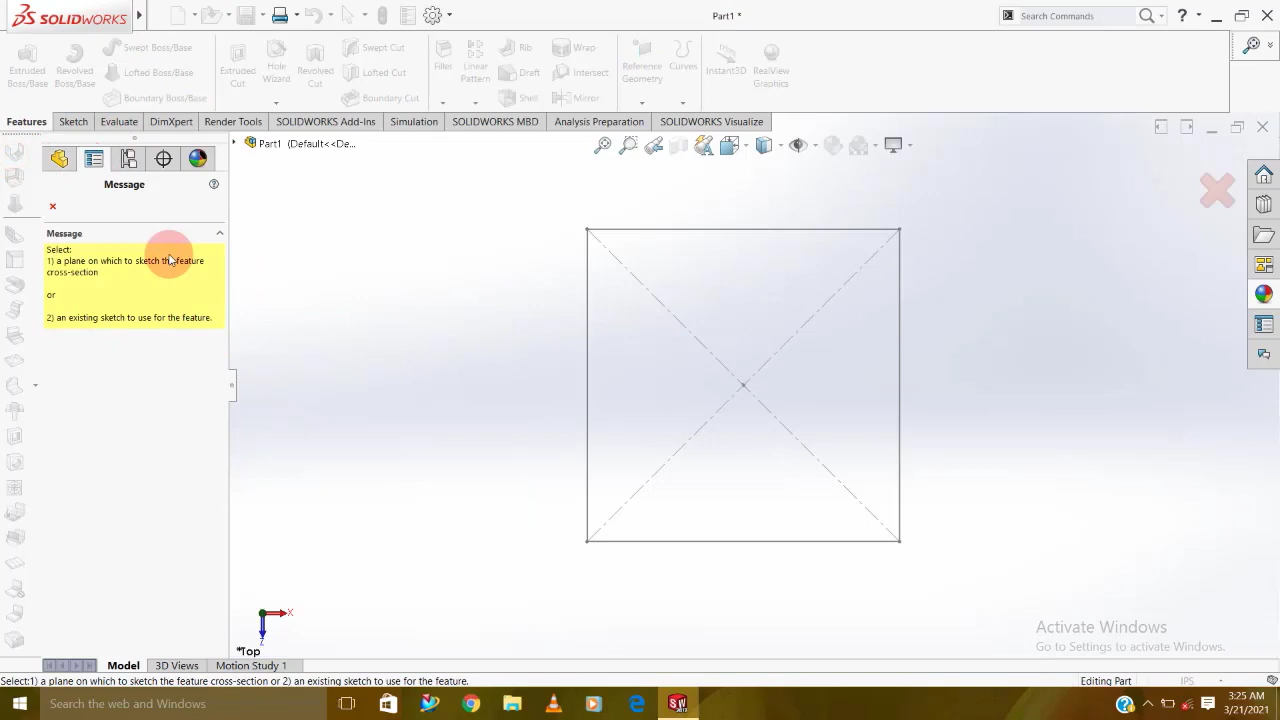 SOLIDWORKS
Part1 *
Search Commands
?
Extruded
Boss/Base
Revolved
Boss/Base
Swept Boss/Base
Lofted Boss/Base
Boundary Boss/Base
Extruded
Cut
Hole
Wizard
Revolved
Cut
Swept Cut
Lofted Cut
Boundary Cut
Fillet
Linear
Pattern
Rib
Draft
Shell
Wrap
Intersect
Mirror
Reference
Geometry
Curves
Instant3D
RealView
Graphics
Features
Sketch
Evaluate
DimXpert
Render Tools
SOLIDWORKS Add-Ins
Simulation
SOLIDWORKS MBD
Analysis Preparation
SOLIDWORKS Visualize
Part1 (Default<<De...
Message
?
Message
Select:
1) a plane on which to sketch the feature
cross-section
or
2) an existing sketch to use for the feature.
X
Z
*Top
Activate Windows
Go to Settings to activate Windows.
Model
3D Views
Motion Study 1
Select:1) a plane on which to sketch the feature cross-section or 2) an existing sketch to use for the feature.
Editing Part
IPS
Search the web and Windows
SW
2017
3:25 AM
3/21/2021